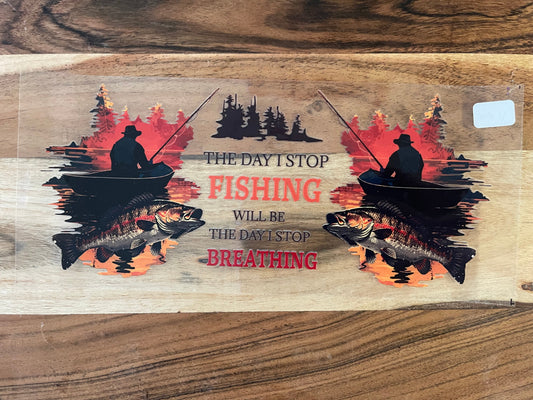 THE DAY I STOP
FISHING
WILL BE
THE DAY I STOP
BREATHING